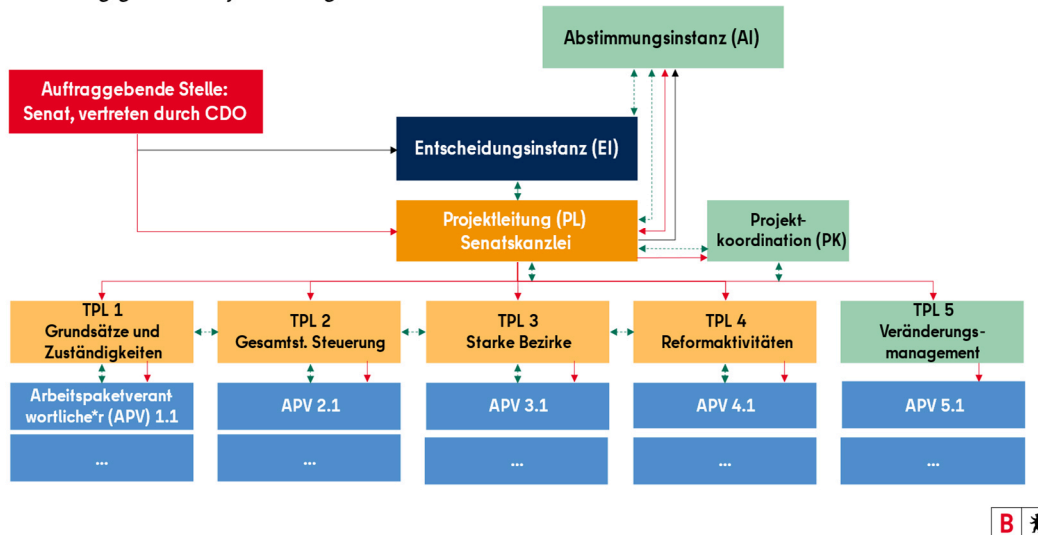 Abstimmungsinstanz (AI)
Auftraggebende Stelle:
Senat, vertreten durch CDO
Entscheidungsinstanz (EI)
Projektleitung (PL)
Senatskanzlei
Projekt-
koordination (PK)
TPL 1
Grundsätze und
Zuständigkeiten
TPL 2
Gesamtst. Steuerung
TPL 3
Starke Bezirke
TPL 4
Reformaktivitäten
TPL 5
Veränderungs-
management
Arbeitspaketverant
wortliche*r (APV) 1.1
APV 2.1
APV 3.1
APV 4.1
APV 5.1
...
...
...
...
...
B